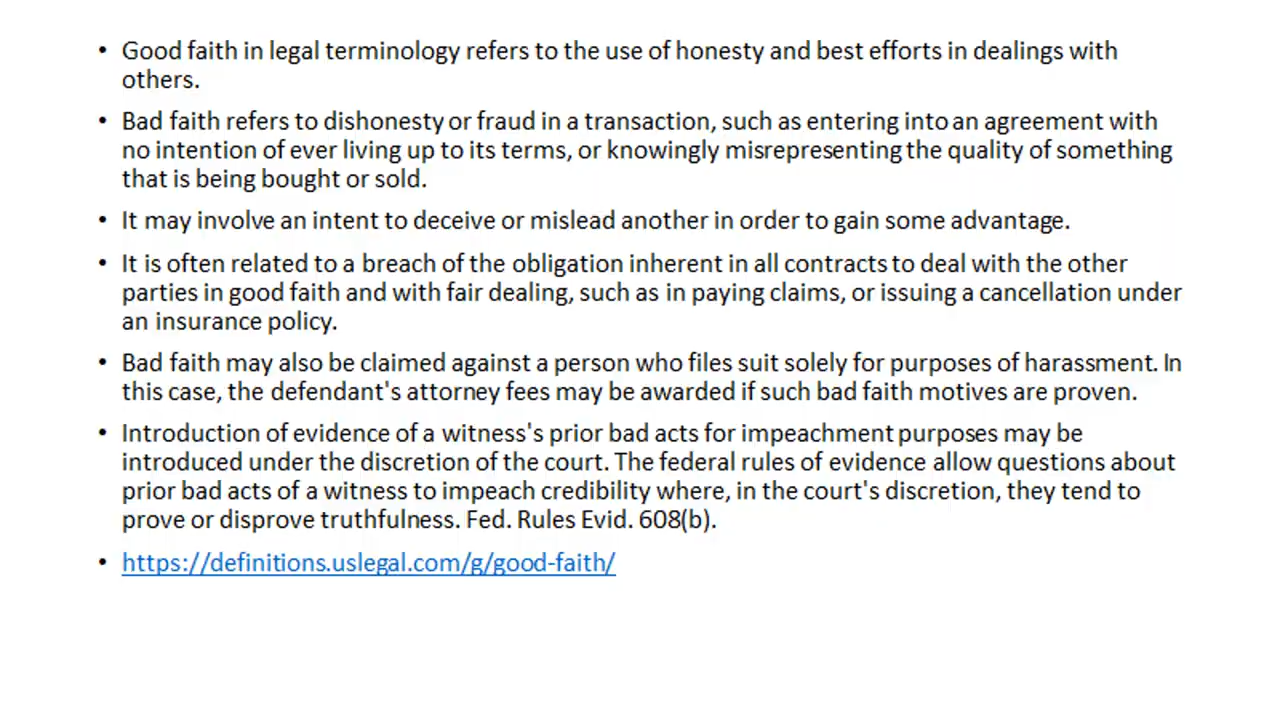 • Good faith in legal terminology refers to the use of honesty and best efforts in dealings with
others.
• Bad faith refers to dishonesty or fraud in a transaction, such as entering into an agreement with
no intention of ever living up to its terms, or knowingly misrepresenting the quality of something
that is being bought or sold.
• It may involve an intent to deceive or mislead another in order to gain some advantage.
• It is often related to a breach of the obligation inherent in all contracts to deal with the other
parties in good faith and with fair dealing, such as in paying claims, or issuing a cancellation under
an insurance policy.
• Bad faith may also be claimed against a person who files suit solely for purposes of harassment. In
this case, the defendant's attorney fees may be awarded if such bad faith motives are proven.
• Introduction of evidence of a witness's prior bad acts for impeachment purposes may be
introduced under the discretion of the court. The federal rules of evidence allow questions about
prior bad acts of a witness to impeach credibility where, in the court's discretion, they tend to
prove or disprove truthfulness. Fed. Rules Evid. 608(b).
• https://definitions.uslegal.com/g/good-faith/